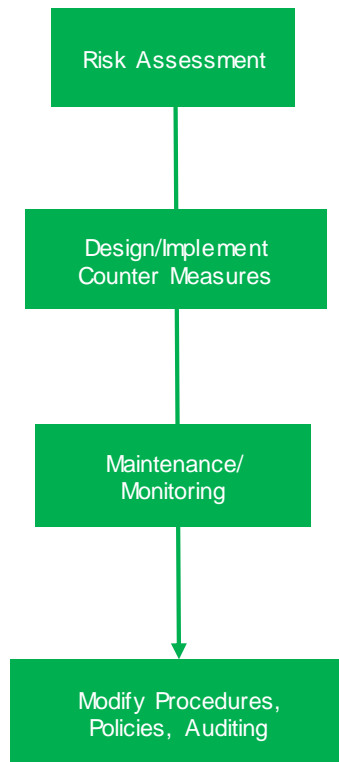 Risk Assessment
Design/Implement
Counter Measures
Maintenance/
Monitoring
Modify Procedures,
Policies, Auditing